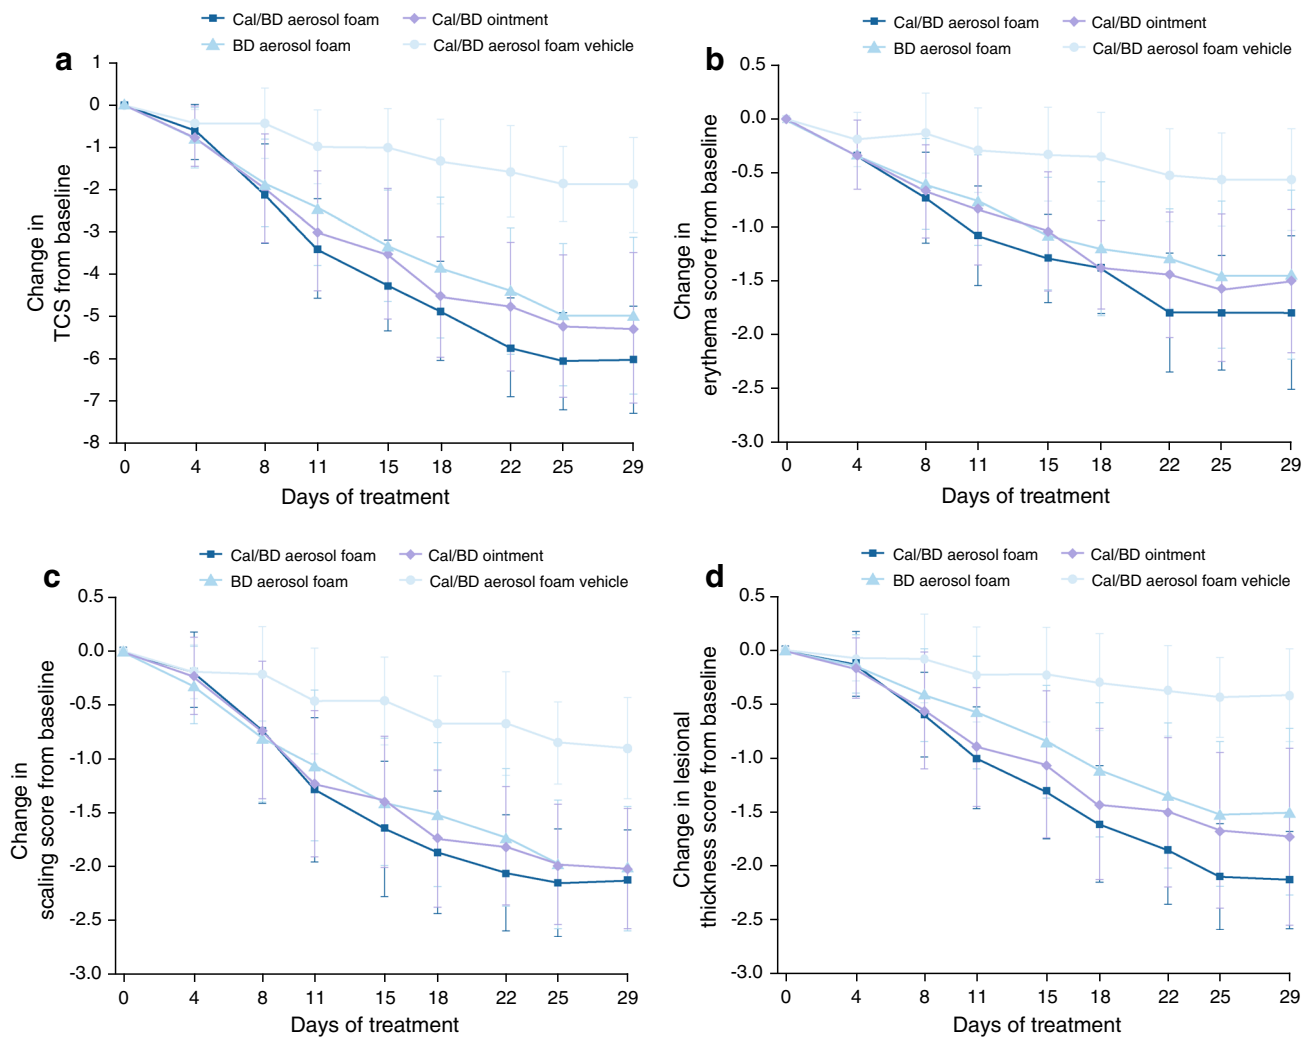 a
Cal/BD aerosol foam
Cal/BD ointment
BD aerosol foam
Cal/BD aerosol foam vehicle
Change in
TCS from baseline
1
0
-1
-2
-3
-4
-5
-6
-7
-8
0 4 8 11 15 18 22 25 29
Days of treatment
b
Cal/BD aerosol foam
Cal/BD ointment
BD aerosol foam
Cal/BD aerosol foam vehicle
Change in
erythema score from baseline
0.5
0.0
-0.5
-1.0
-1.5
-2.0
-2.5
-3.0
0 4 8 11 15 18 22 25 29
Days of treatment
c
Cal/BD aerosol foam
Cal/BD ointment
BD aerosol foam
Cal/BD aerosol foam vehicle
Change in
scaling score from baseline
0.5
0.0
-0.5
-1.0
-1.5
-2.0
-2.5
-3.0
0 4 8 11 15 18 22 25 29
Days of treatment
d
Cal/BD aerosol foam
Cal/BD ointment
BD aerosol foam
Cal/BD aerosol foam vehicle
Change in lesional
thickness score from baseline
0.5
0.0
-0.5
-1.0
-1.5
-2.0
-2.5
-3.0
0 4 8 11 15 18 22 25 29
Days of treatment